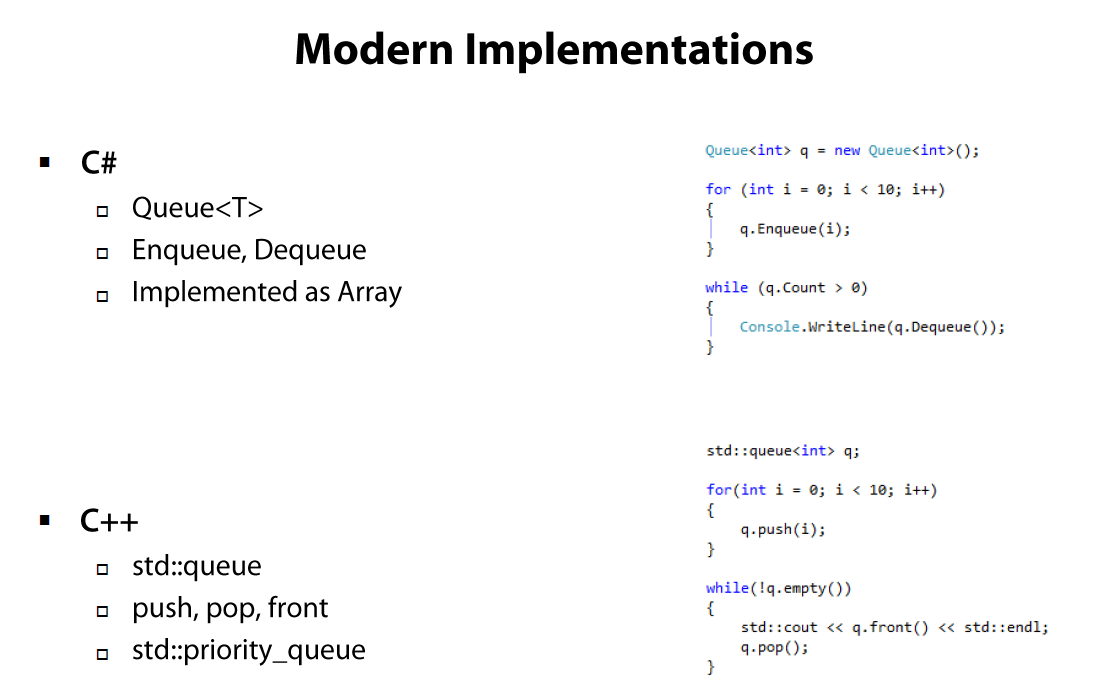 Modern Implementations
C#
Queue<T>
Enqueue, Dequeue
Implemented as Array
Queue<int> q = new Queue<int>();
for (int i = 0; i < 10; i++)
{
q.Enqueue(i);
}
while (q.Count > 0)
{
Console.WriteLine(q.Dequeue());
}
C++
std::queue
push, pop, front
std::priority_queue
std::queue<int> q;
for(int i = 0; i < 10; i++)
{
q.push(i);
}
while(!q.empty())
{
std::cout << q.front() << std::endl;
q.pop();
}